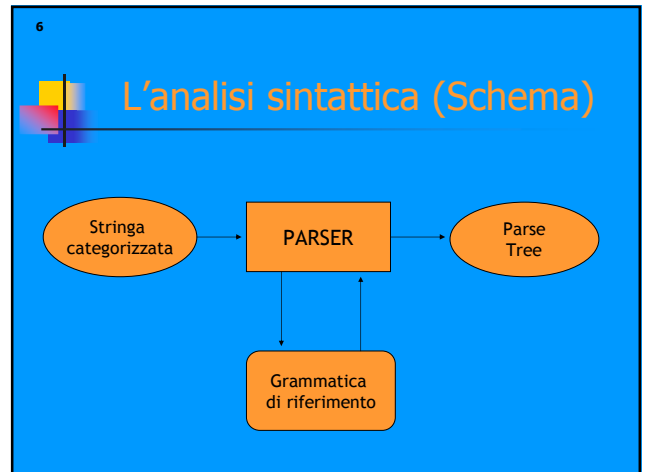 6
L’analisi sintattica (Schema)
Stringa
categorizzata
PARSER
Parse
Tree
Grammatica
di riferimento